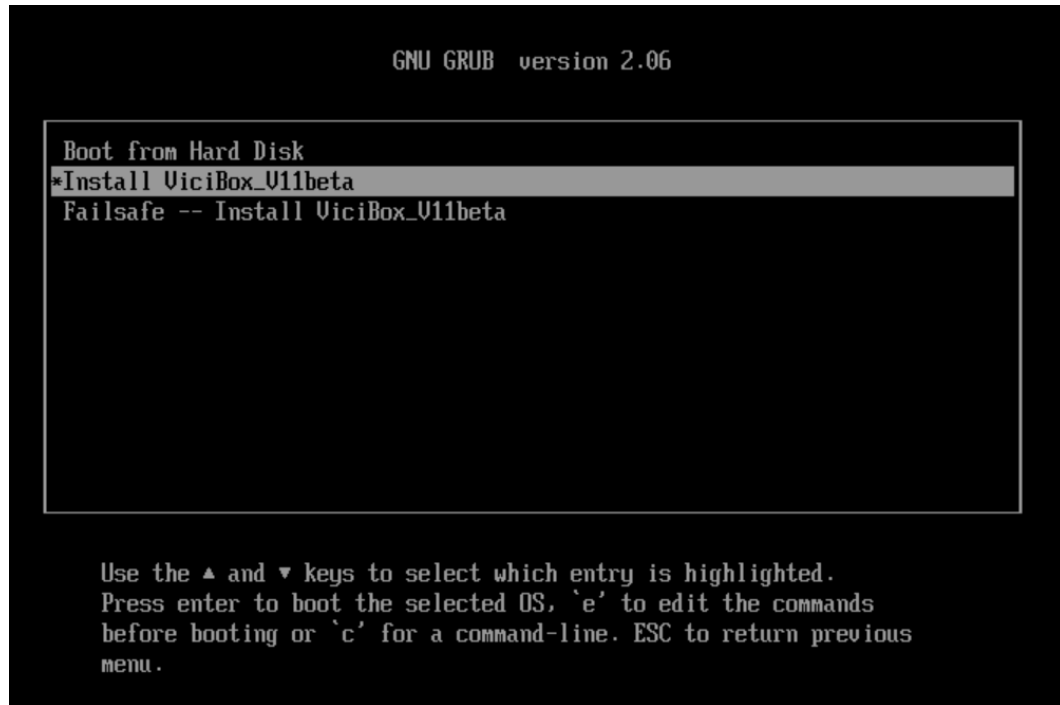 GNU GRUB  version 2.06
Boot from Hard Disk
*Install ViciBox_V11beta
Failsafe -- Install ViciBox_V11beta
Use the ▲ and ▼ keys to select which entry is highlighted.
Press enter to boot the selected OS, `e' to edit the commands
before booting or `c' for a command-line. ESC to return previous
menu.